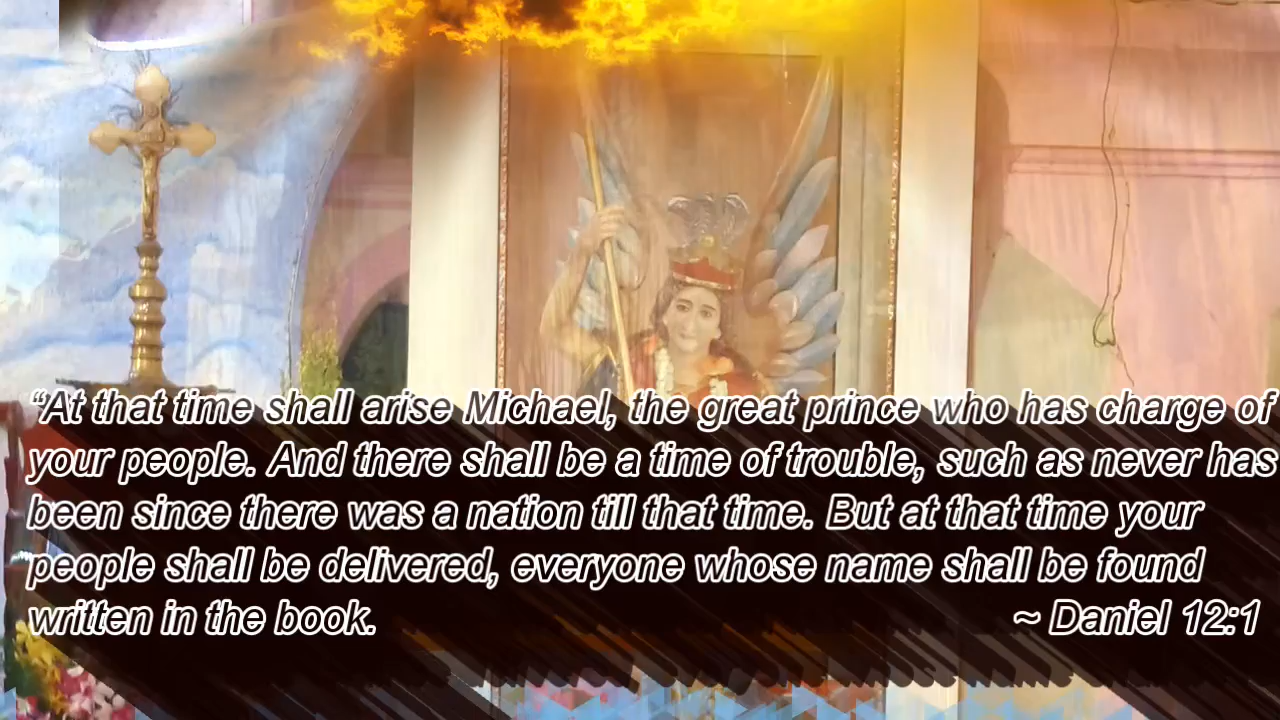 “At that time shall arise Michael, the great prince who has charge of
your people. And there shall be a time of trouble, such as never has
been since there was a nation till that time. But at that time your
people shall be delivered, everyone whose name shall be found
written in the book. ~ Daniel 12:1